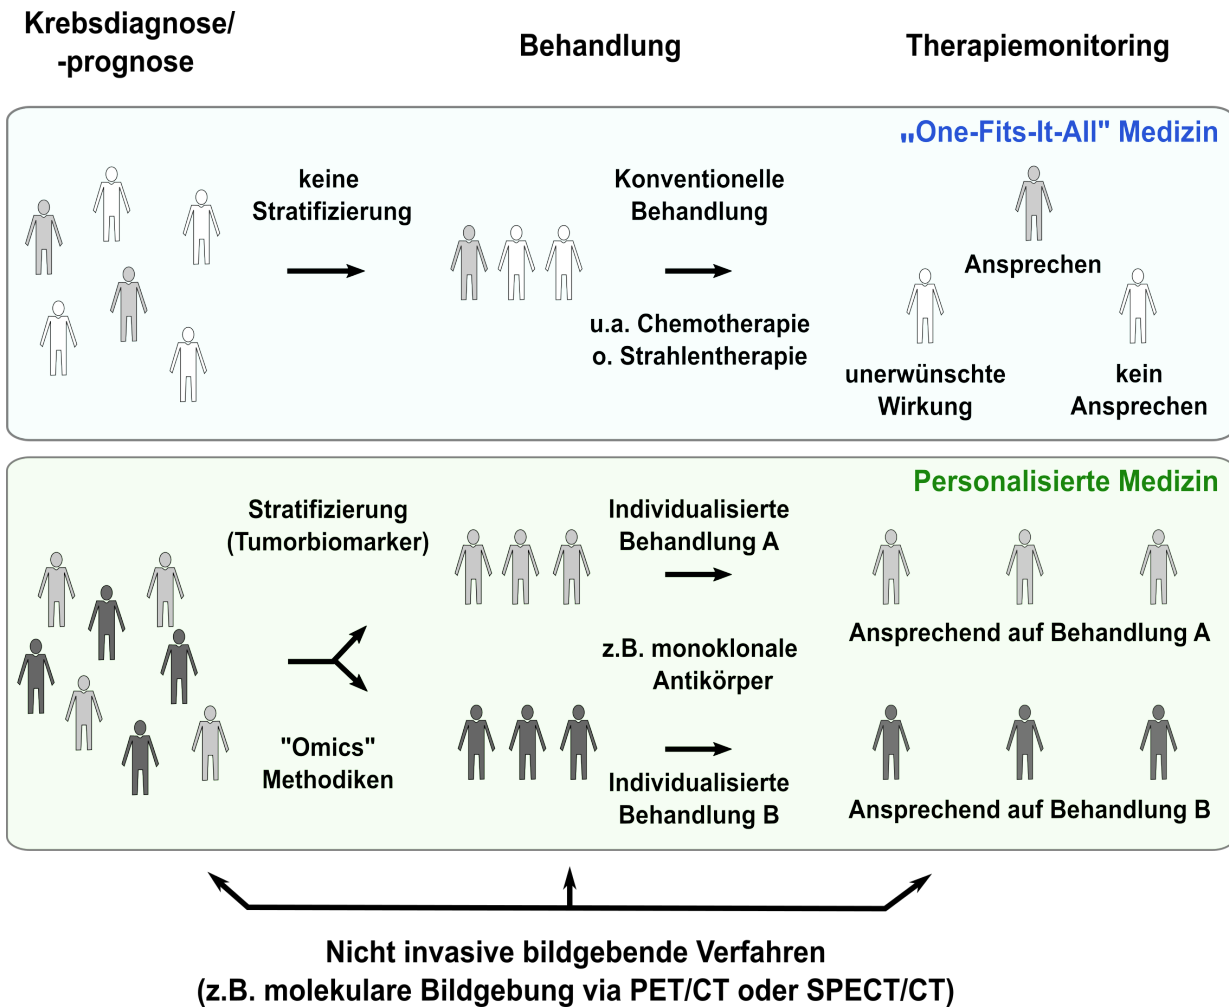 Krebsdiagnose/
-prognose
Behandlung
Therapiemonitoring
„One-Fits-It-All" Medizin
keine
Stratifizierung
Konventionelle
Behandlung
u.a. Chemotherapie
o. Strahlentherapie
Ansprechen
unerwünschte
Wirkung
kein
Ansprechen
Personalisierte Medizin
Stratifizierung
(Tumorbiomarker)
"Omics"
Methodiken
Individualisierte
Behandlung A
z.B. monoklonale
Antikörper
Individualisierte
Behandlung B
Ansprechend auf Behandlung A
Ansprechend auf Behandlung B
Nicht invasive bildgebende Verfahren
(z.B. molekulare Bildgebung via PET/CT oder SPECT/CT)